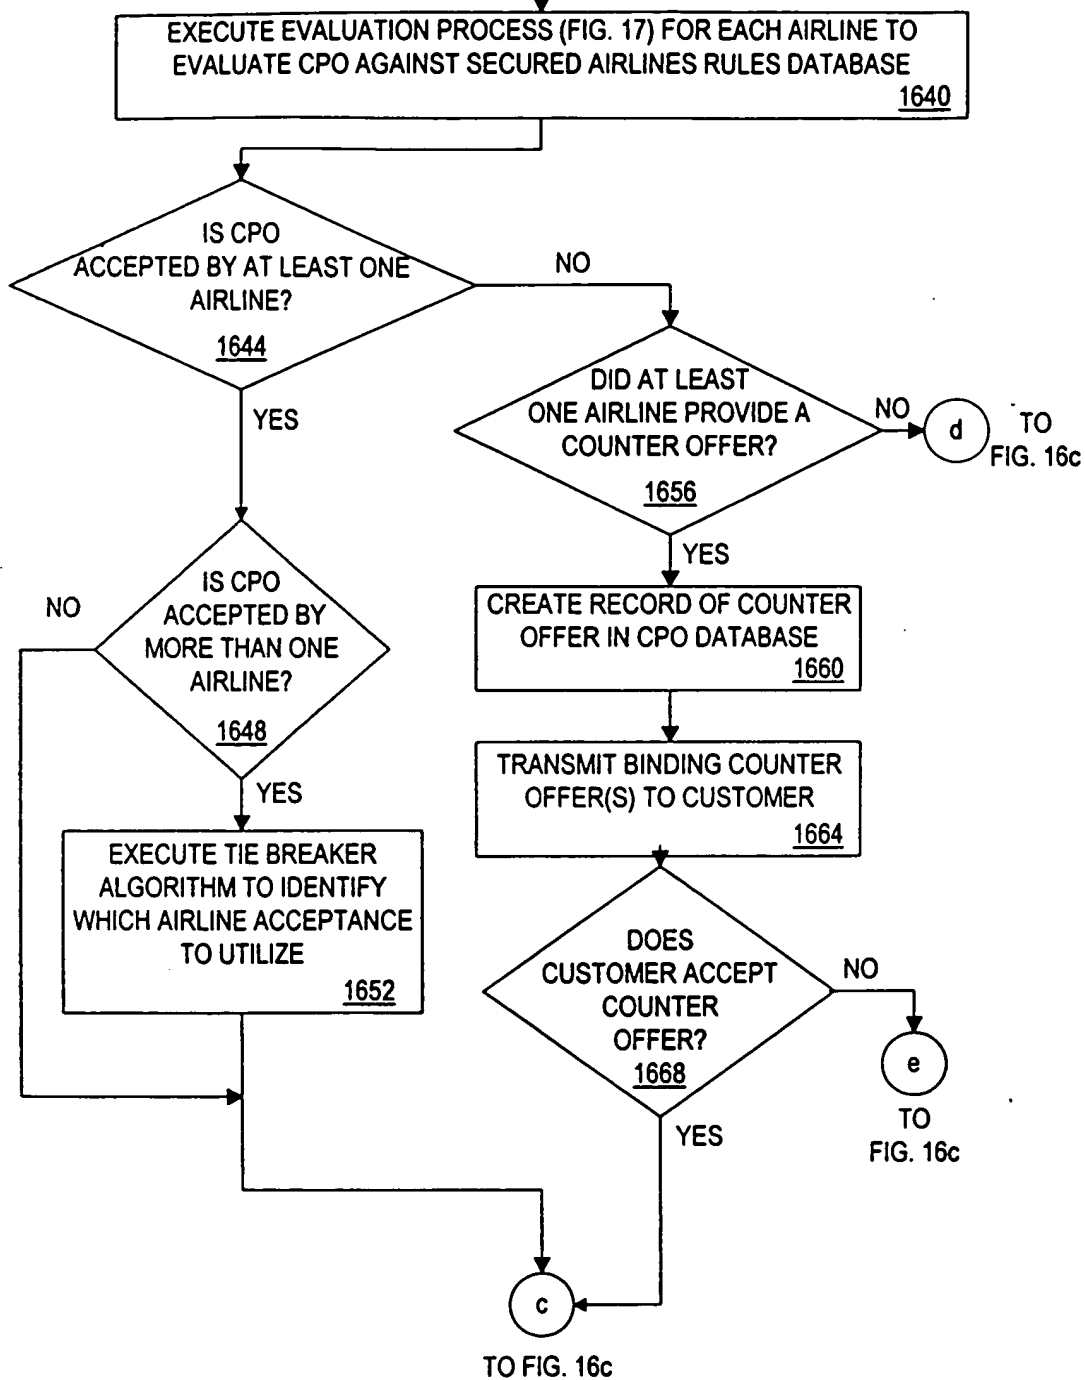 EXECUTE EVALUATION PROCESS (FIG. 17) FOR EACH AIRLINE TO
EVALUATE CPO AGAINST SECURED AIRLINES RULES DATABASE
1640
IS CPO
ACCEPTED BY AT LEAST ONE
AIRLINE?
1644
NO
YES
DID AT LEAST
ONE AIRLINE PROVIDE A
COUNTER OFFER?
1656
NO
d
TO
FIG. 16c
YES
IS CPO
ACCEPTED BY
MORE THAN ONE
AIRLINE?
1648
NO
YES
CREATE RECORD OF COUNTER
OFFER IN CPO DATABASE
1660
TRANSMIT BINDING COUNTER
OFFER(S) TO CUSTOMER
1664
EXECUTE TIE BREAKER
ALGORITHM TO IDENTIFY
WHICH AIRLINE ACCEPTANCE
TO UTILIZE
1652
DOES
CUSTOMER ACCEPT
COUNTER
OFFER?
1668
NO
e
TO
FIG. 16c
YES
c
TO FIG. 16c